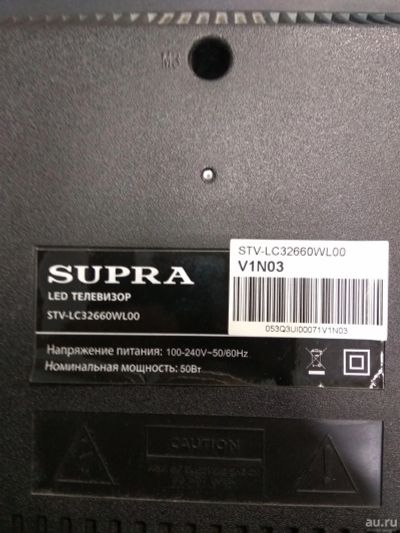 M3
STV-LC32660WL00
V1N03
053Q3UI00071V1N03
SUPRA
LED ТЕЛЕВИЗОР
STV-LC32660WL00
Напряжение питания: 100-240V~50/60Hz
Номинальная мощность: 50Вт
CAUTION
au.ru